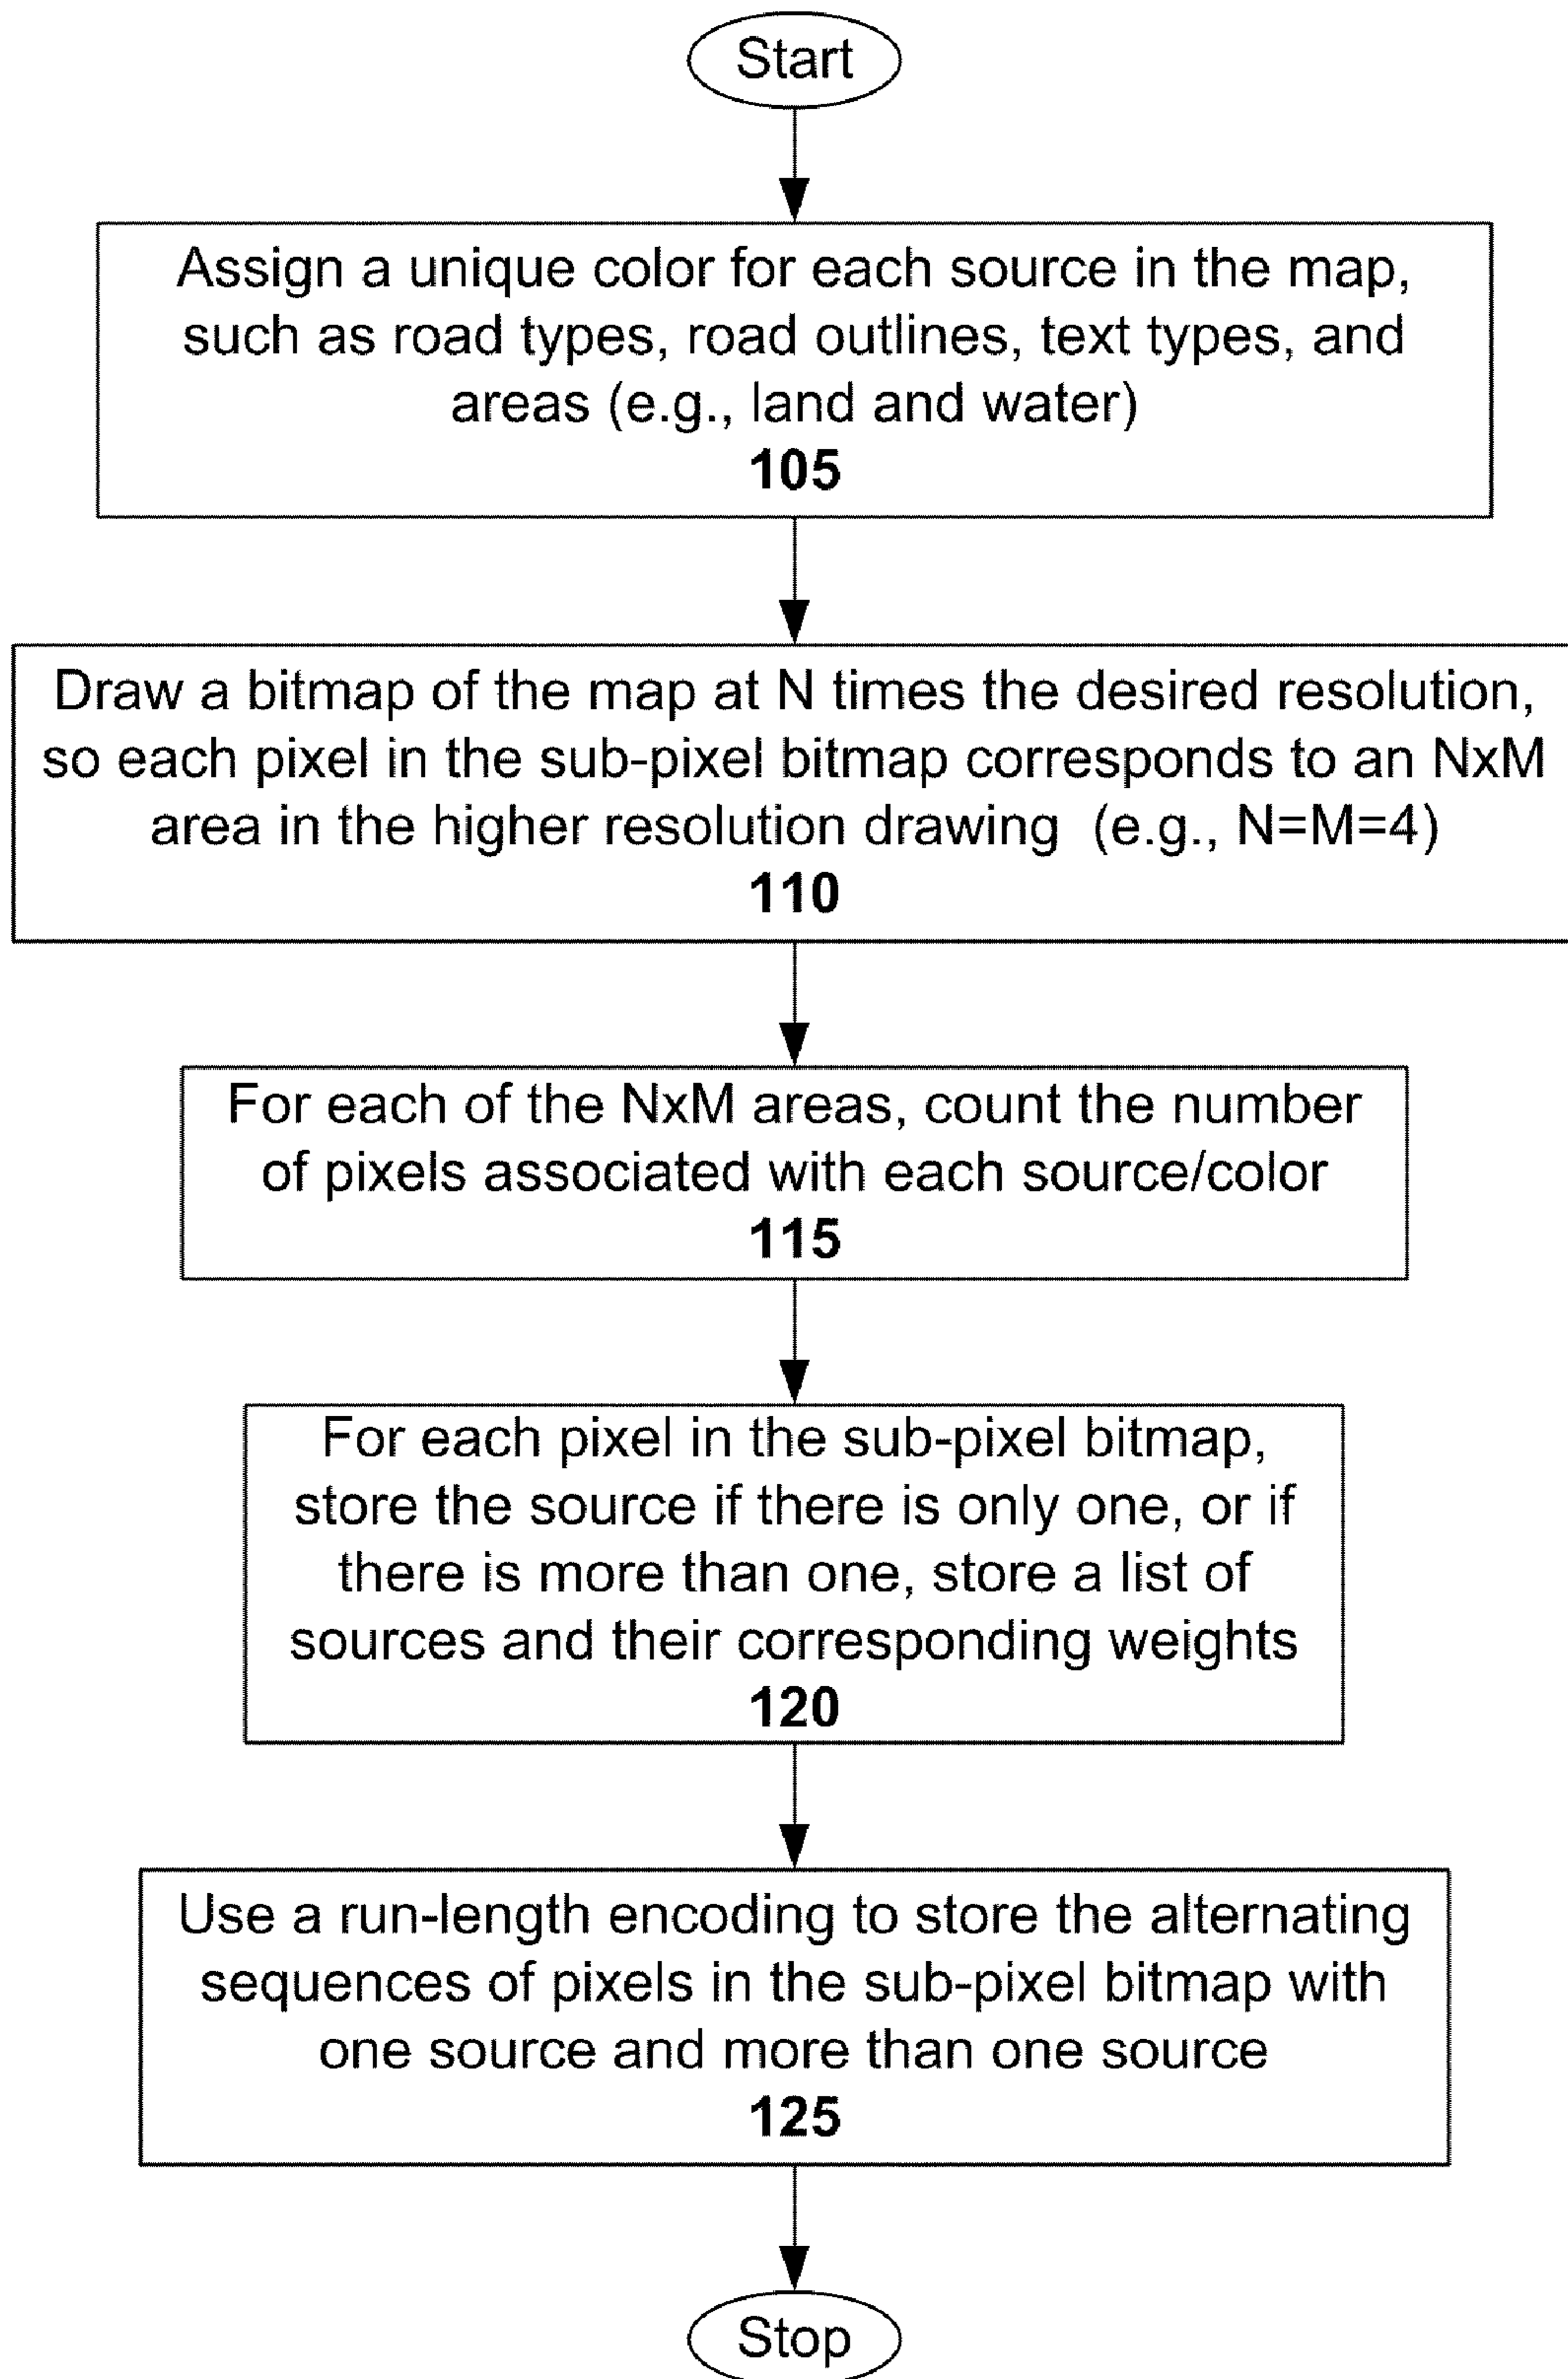 Start
Assign a unique color for each source in the map,
such as road types, road outlines, text types, and
areas (e.g., land and water)
105
Draw a bitmap of the map at N times the desired resolution,
so each pixel in the sub-pixel bitmap corresponds to an NxM
area in the higher resolution drawing (e.g., N=M=4)
110
For each of the NxM areas, count the number
of pixels associated with each source/color
115
For each pixel in the sub-pixel bitmap,
store the source if there is only one, or if
there is more than one, store a list of
sources and their corresponding weights
120
Use a run-length encoding to store the alternating
sequences of pixels in the sub-pixel bitmap with
one source and more than one source
125
Stop